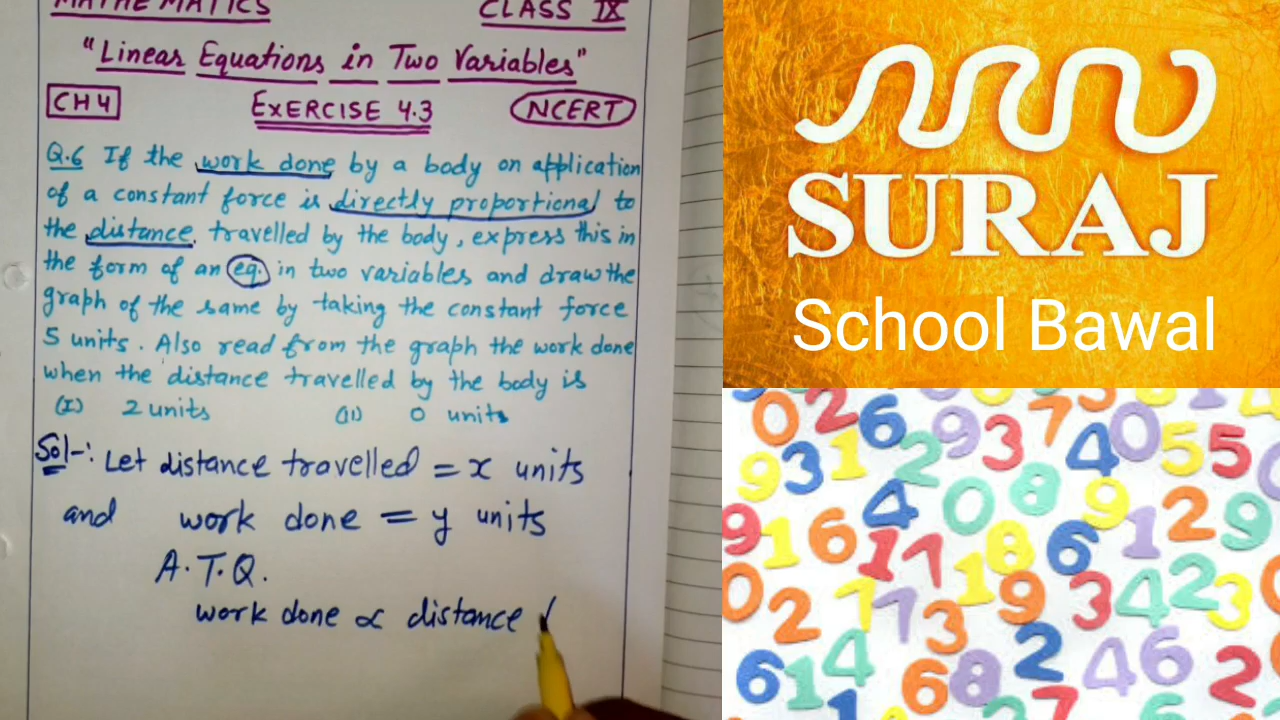 MATHEMATICS CLASS IX
"Linear Equations in Two Variables"
CH 4 EXERCISE 4.3 NCERT
Q.6 If the work done by a body on application
of a constant force is directly proportional to
the distance travelled by the body, express this in
the form of an eq. in two variables and draw the
graph of the same by taking the constant force
5 units. Also read from the graph the work done
when the distance travelled by the body is
(I) 2 units (II) 0 units
Sol-: Let distance travelled = x units
and work done = y units
A.T.Q.
work done ∝ distance
SURAJ
School Bawal